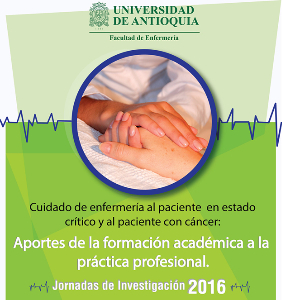 UNIVERSIDAD
DE ANTIOQUIA
Facultad de Enfermería
Cuidado de enfermería al paciente en estado
crítico y al paciente con cáncer:
Aportes de la formación académica a la
práctica profesional.
Jornadas de Investigación 2016